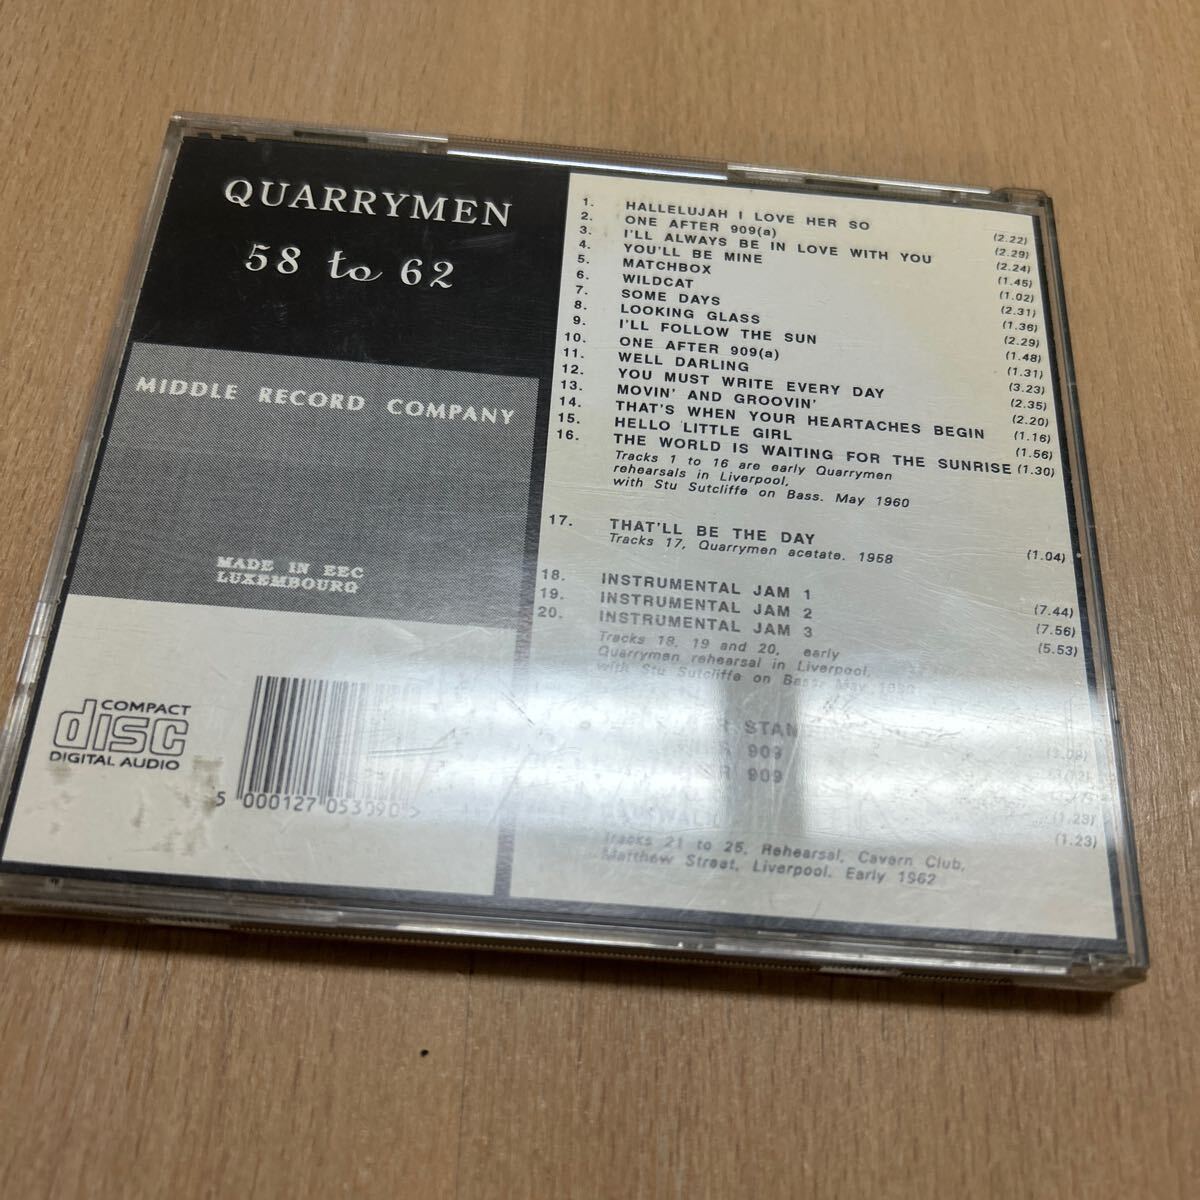 QUARRYMEN
58 to 62
MIDDLE RECORD COMPANY
MADE IN EEC
LUXEMBOURG
COMPACT
disc
DIGITAL AUDIO
5 000127 053090 >
1. HALLELUJAH I LOVE HER SO (2.22)
2. ONE AFTER 909(a) (2.29)
3. I'LL ALWAYS BE IN LOVE WITH YOU (2.24)
4. YOU'LL BE MINE (1.45)
5. MATCHBOX (1.02)
6. WILDCAT (2.31)
7. SOME DAYS (1.36)
8. LOOKING GLASS (2.29)
9. I'LL FOLLOW THE SUN (1.48)
10. ONE AFTER 909(a) (1.31)
11. WELL DARLING (3.23)
12. YOU MUST WRITE EVERY DAY (2.35)
13. MOVIN' AND GROOVIN' (2.20)
14. THAT'S WHEN YOUR HEARTACHES BEGIN (1.16)
15. HELLO LITTLE GIRL (1.56)
16. THE WORLD IS WAITING FOR THE SUNRISE (1.30)
Tracks 1 to 16 are early Quarrymen
rehearsals in Liverpool,
with Stu Sutcliffe on Bass. May 1960
17. THAT'LL BE THE DAY (1.04)
Tracks 17, Quarrymen acetate. 1958
18. INSTRUMENTAL JAM 1 (7.44)
19. INSTRUMENTAL JAM 2 (7.56)
20. INSTRUMENTAL JAM 3 (5.53)
Tracks 18, 19 and 20, early
Quarrymen rehearsal in Liverpool,
with Stu Sutcliffe on Bass. May 1960
909
909
(1.23)
(1.23)
Tracks 21 to 25, Rehearsal, Cavern Club,
Matthew Street, Liverpool. Early 1962